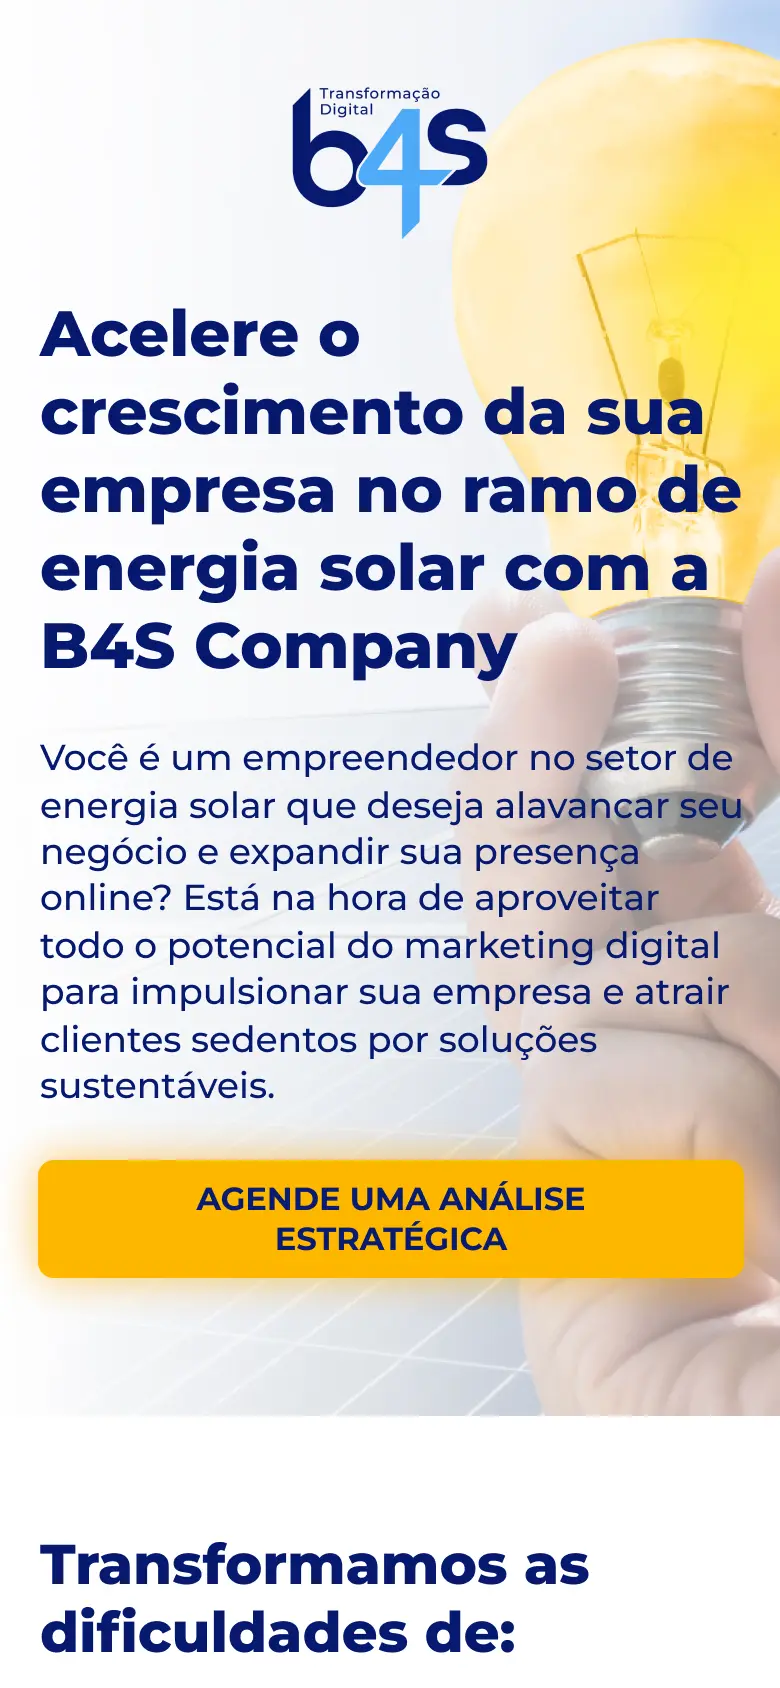 Transformação
Digital
b4s
Acelere o
crescimento da sua
empresa no ramo de
energia solar com a
B4S Company
Você é um empreendedor no setor de
energia solar que deseja alavancar seu
negócio e expandir sua presença
online? Está na hora de aproveitar
todo o potencial do marketing digital
para impulsionar sua empresa e atrair
clientes sedentos por soluções
sustentáveis.
AGENDE UMA ANÁLISE
ESTRATÉGICA
Transformamos as
dificuldades de: